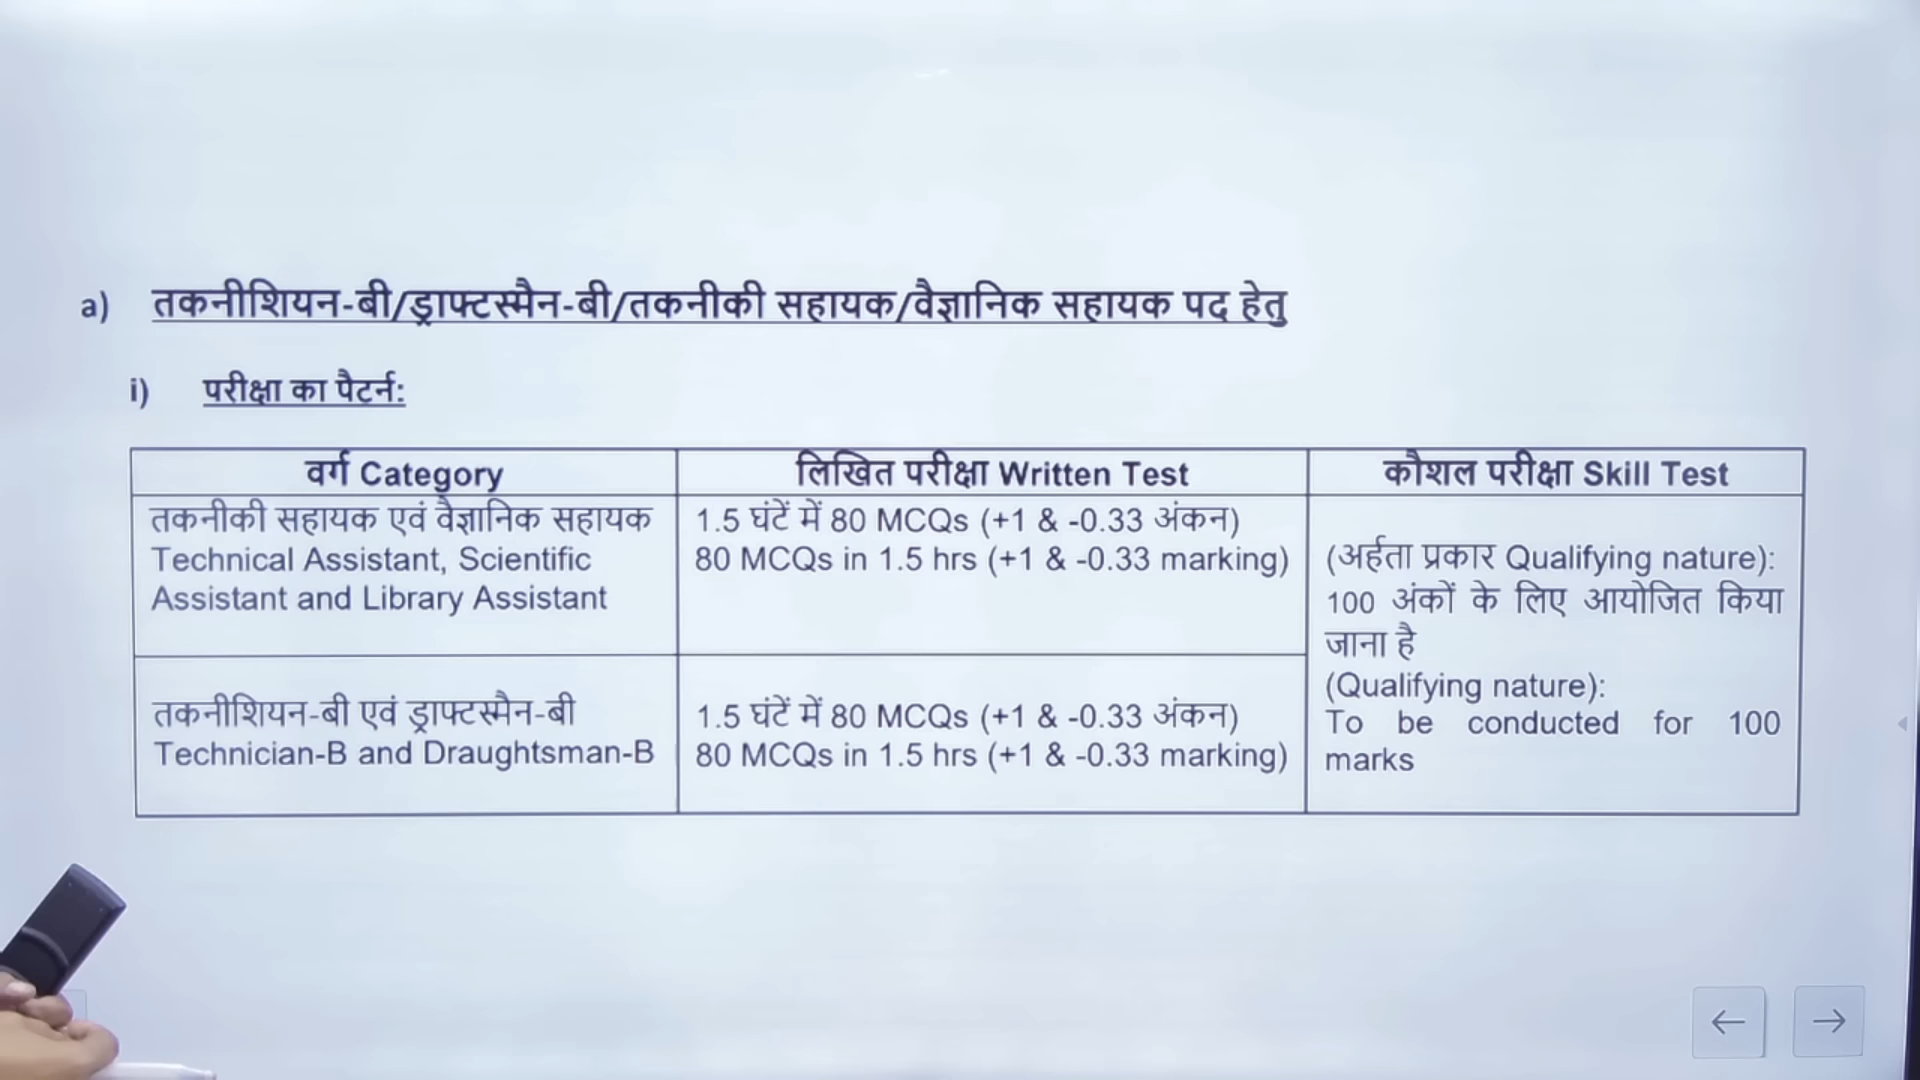 a) तकनीशियन-बी/ड्राफ्टस्मैन-बी/तकनीकी सहायक/वैज्ञानिक सहायक पद हेतु
i) परीक्षा का पैटर्न:
वर्ग Category
लिखित परीक्षा Written Test
कौशल परीक्षा Skill Test
तकनीकी सहायक एवं वैज्ञानिक सहायक
Technical Assistant, Scientific
Assistant and Library Assistant
1.5 घंटें में 80 MCQs (+1 & -0.33 अंकन)
80 MCQs in 1.5 hrs (+1 & -0.33 marking)
(अर्हता प्रकार Qualifying nature):
100 अंकों के लिए आयोजित किया
जाना है
(Qualifying nature):
To be conducted for 100
marks
तकनीशियन-बी एवं ड्राफ्टस्मैन-बी
Technician-B and Draughtsman-B
1.5 घंटें में 80 MCQs (+1 & -0.33 अंकन)
80 MCQs in 1.5 hrs (+1 & -0.33 marking)